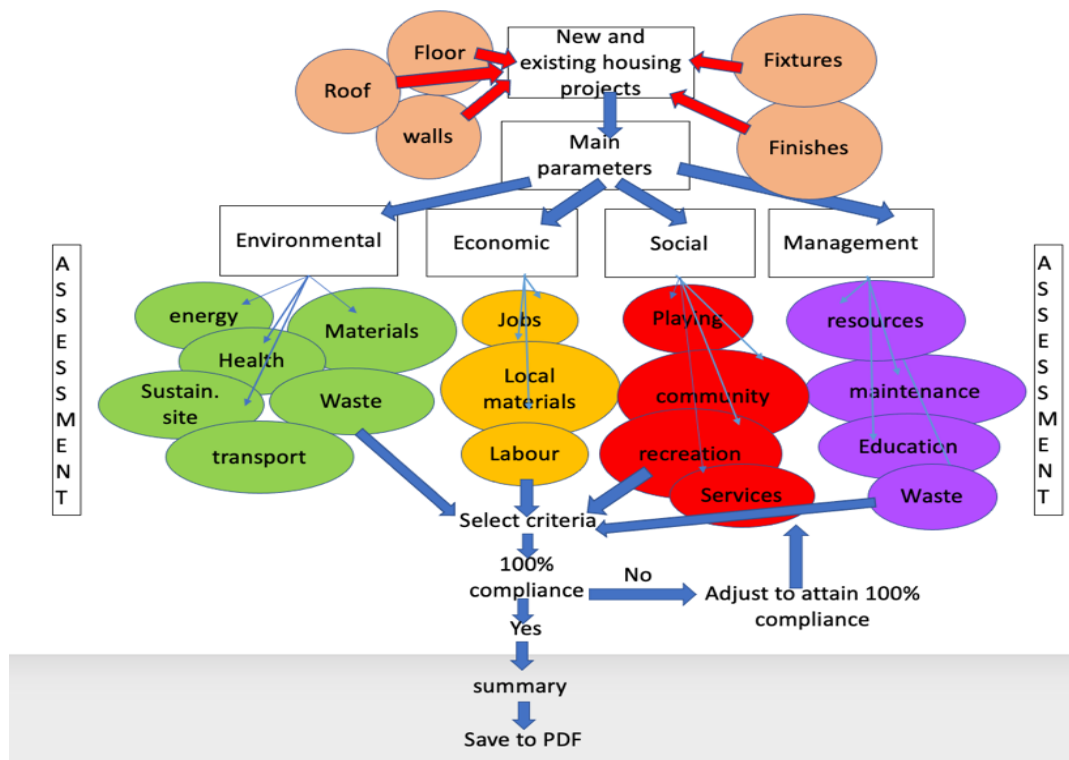 Floor
Roof
walls
New and
existing housing
projects
Fixtures
Finishes
Main
parameters
Environmental
Economic
Social
Management
ASSESSMENT
ASSESSMENT
energy
Materials
Health
Sustain.
site
Waste
transport
Jobs
Local
materials
Labour
Playing
community
recreation
Services
resources
maintenance
Education
Waste
Select criteria
100%
compliance
No
Adjust to attain 100%
compliance
Yes
summary
Save to PDF